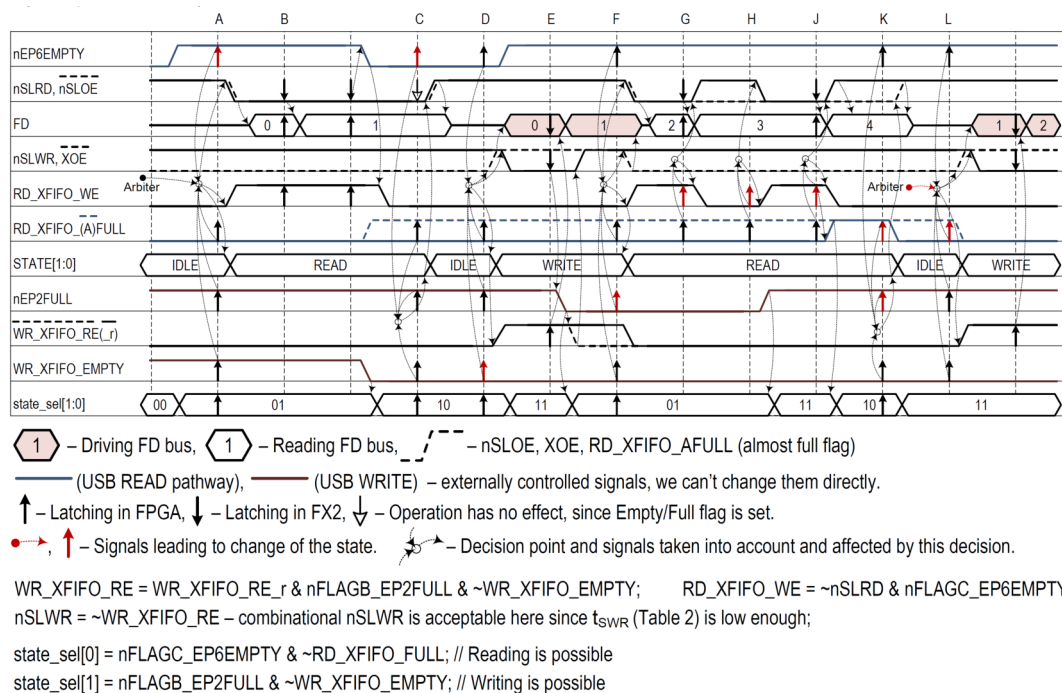 A B C D E F G H J K L
nEP6EMPTY
nSLRD, nSLOE
FD 0 1 0 1 2 3 4 1 2
nSLWR, XOE
Arbiter Arbiter
RD_XFIFO_WE
RD_XFIFO_(A)FULL
STATE[1:0] IDLE READ IDLE WRITE READ IDLE WRITE
nEP2FULL
WR_XFIFO_RE(_r)
WR_XFIFO_EMPTY
state_sel[1:0] 00 01 10 11 01 11 10 11
1 – Driving FD bus, 1 – Reading FD bus, – nSLOE, XOE, RD_XFIFO_AFULL (almost full flag)
(USB READ pathway), (USB WRITE) – externally controlled signals, we can't change them directly.
– Latching in FPGA, – Latching in FX2, – Operation has no effect, since Empty/Full flag is set.
, – Signals leading to change of the state. – Decision point and signals taken into account and affected by this decision.
WR_XFIFO_RE = WR_XFIFO_RE_r & nFLAGB_EP2FULL & ~WR_XFIFO_EMPTY; RD_XFIFO_WE = ~nSLRD & nFLAGC_EP6EMPTY
nSLWR = ~WR_XFIFO_RE – combinational nSLWR is acceptable here since tSWR (Table 2) is low enough;
state_sel[0] = nFLAGC_EP6EMPTY & ~RD_XFIFO_FULL; // Reading is possible
state_sel[1] = nFLAGB_EP2FULL & ~WR_XFIFO_EMPTY; // Writing is possible